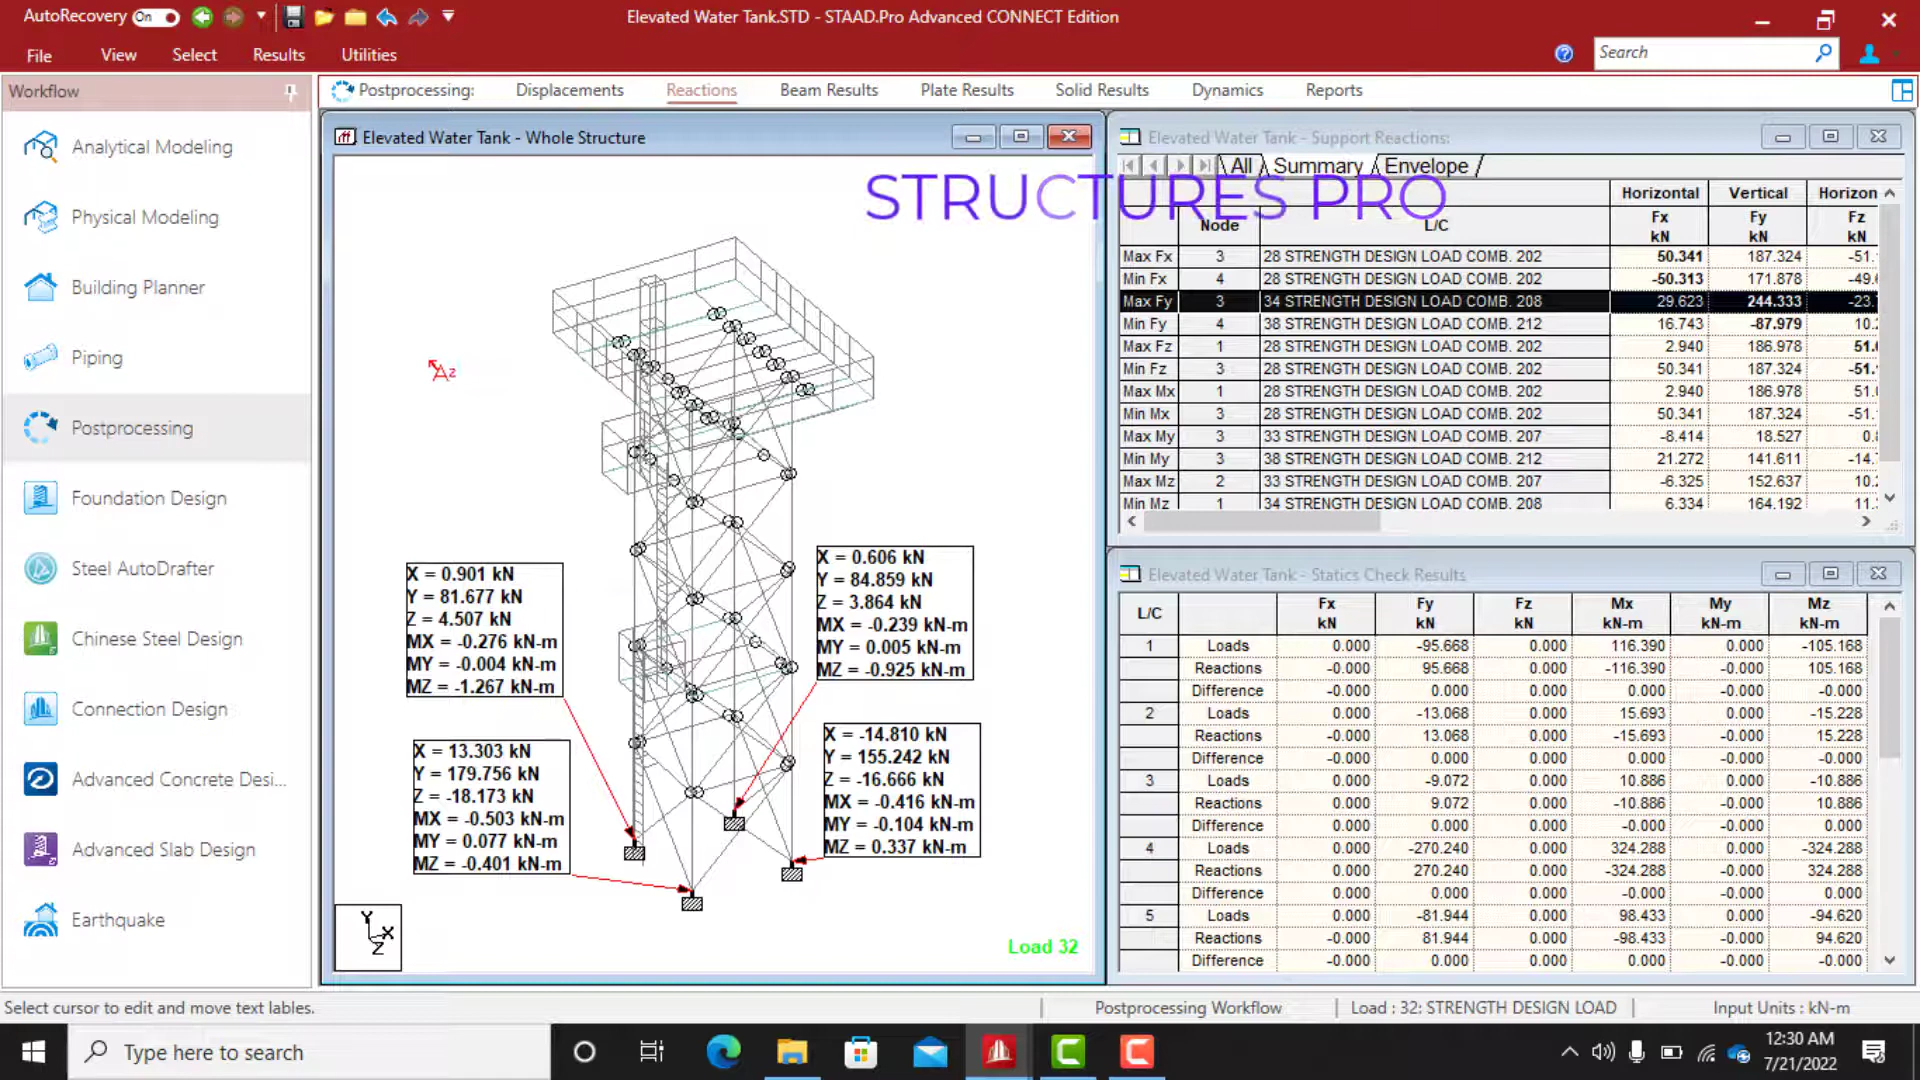 AutoRecovery On
Elevated Water Tank.STD - STAAD.Pro Advanced CONNECT Edition
File View Select Results Utilities
Search
Workflow
Postprocessing: Displacements Reactions Beam Results Plate Results Solid Results Dynamics Reports
Analytical Modeling
Physical Modeling
Building Planner
Piping
Postprocessing
Foundation Design
Steel AutoDrafter
Chinese Steel Design
Connection Design
Advanced Concrete Desi...
Advanced Slab Design
Earthquake
Elevated Water Tank - Whole Structure
STRUCTURES PRO
X = 0.901 kN
Y = 81.677 kN
Z = 4.507 kN
MX = -0.276 kN-m
MY = -0.004 kN-m
MZ = -1.267 kN-m
X = 0.606 kN
Y = 84.859 kN
Z = 3.864 kN
MX = -0.239 kN-m
MY = 0.005 kN-m
MZ = -0.925 kN-m
X = 13.303 kN
Y = 179.756 kN
Z = -18.173 kN
MX = -0.503 kN-m
MY = 0.077 kN-m
MZ = -0.401 kN-m
X = -14.810 kN
Y = 155.242 kN
Z = -16.666 kN
MX = -0.416 kN-m
MY = -0.104 kN-m
MZ = 0.337 kN-m
Y
X
Z
Load 32
Elevated Water Tank - Support Reactions:
All Summary Envelope
Horizontal Vertical Horizon
Node L/C Fx kN Fy kN Fz kN
Max Fx 3 28 STRENGTH DESIGN LOAD COMB. 202 50.341 187.324 -51.
Min Fx 4 28 STRENGTH DESIGN LOAD COMB. 202 -50.313 171.878 -49.
Max Fy 3 34 STRENGTH DESIGN LOAD COMB. 208 29.623 244.333 -23.
Min Fy 4 38 STRENGTH DESIGN LOAD COMB. 212 16.743 -87.979 10.
Max Fz 1 28 STRENGTH DESIGN LOAD COMB. 202 2.940 186.978 51.
Min Fz 3 28 STRENGTH DESIGN LOAD COMB. 202 50.341 187.324 -51.
Max Mx 1 28 STRENGTH DESIGN LOAD COMB. 202 2.940 186.978 51.
Min Mx 3 28 STRENGTH DESIGN LOAD COMB. 202 50.341 187.324 -51.
Max My 3 33 STRENGTH DESIGN LOAD COMB. 207 -8.414 18.527 0.
Min My 3 38 STRENGTH DESIGN LOAD COMB. 212 21.272 141.611 -14.
Max Mz 2 33 STRENGTH DESIGN LOAD COMB. 207 -6.325 152.637 10.
Min Mz 1 34 STRENGTH DESIGN LOAD COMB. 208 6.334 164.192 11.
Elevated Water Tank - Statics Check Results
L/C Fx kN Fy kN Fz kN Mx kN-m My kN-m Mz kN-m
1 Loads 0.000 -95.668 0.000 116.390 0.000 -105.168
Reactions -0.000 95.668 0.000 -116.390 -0.000 105.168
Difference -0.000 0.000 0.000 0.000 -0.000 -0.000
2 Loads 0.000 -13.068 0.000 15.693 0.000 -15.228
Reactions -0.000 13.068 0.000 -15.693 -0.000 15.228
Difference -0.000 0.000 0.000 0.000 -0.000 -0.000
3 Loads 0.000 -9.072 0.000 10.886 0.000 -10.886
Reactions -0.000 9.072 0.000 -10.886 -0.000 10.886
Difference -0.000 0.000 0.000 -0.000 -0.000 0.000
4 Loads 0.000 -270.240 0.000 324.288 0.000 -324.288
Reactions -0.000 270.240 0.000 -324.288 -0.000 324.288
Difference -0.000 0.000 0.000 -0.000 -0.000 0.000
5 Loads 0.000 -81.944 0.000 98.433 0.000 -94.620
Reactions -0.000 81.944 0.000 -98.433 -0.000 94.620
Difference -0.000 0.000 0.000 0.000 -0.000 -0.000
Select cursor to edit and move text lables.
Postprocessing Workflow
Load : 32: STRENGTH DESIGN LOAD
Input Units : kN-m
Type here to search
12:30 AM
7/21/2022